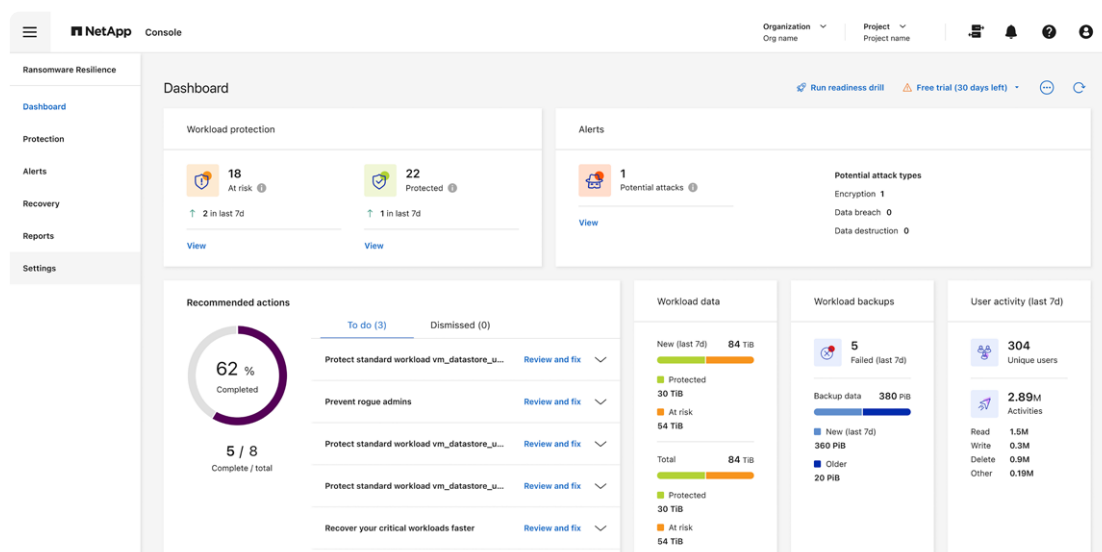 NetApp Console
Organization
Org name
Project
Project name
Ransomware Resilience
Dashboard
Protection
Alerts
Recovery
Reports
Settings
Dashboard
Run readiness drill
Free trial (30 days left)
Workload protection
18
At risk
2 in last 7d
View
22
Protected
1 in last 7d
View
Alerts
1
Potential attacks
View
Potential attack types
Encryption 1
Data breach 0
Data destruction 0
Recommended actions
62 %
Completed
5 / 8
Complete / total
To do (3)
Dismissed (0)
Protect standard workload vm_datastore_u... Review and fix
Prevent rogue admins Review and fix
Protect standard workload vm_datastore_u... Review and fix
Protect standard workload vm_datastore_u... Review and fix
Recover your critical workloads faster Review and fix
Workload data
New (last 7d) 84 TiB
Protected
30 TiB
At risk
54 TiB
Total 84 TiB
Protected
30 TiB
At risk
54 TiB
Workload backups
5
Failed (last 7d)
Backup data 380 PiB
New (last 7d)
360 PiB
Older
20 PiB
User activity (last 7d)
304
Unique users
2.89M
Activities
Read 1.5M
Write 0.3M
Delete 0.9M
Other 0.19M